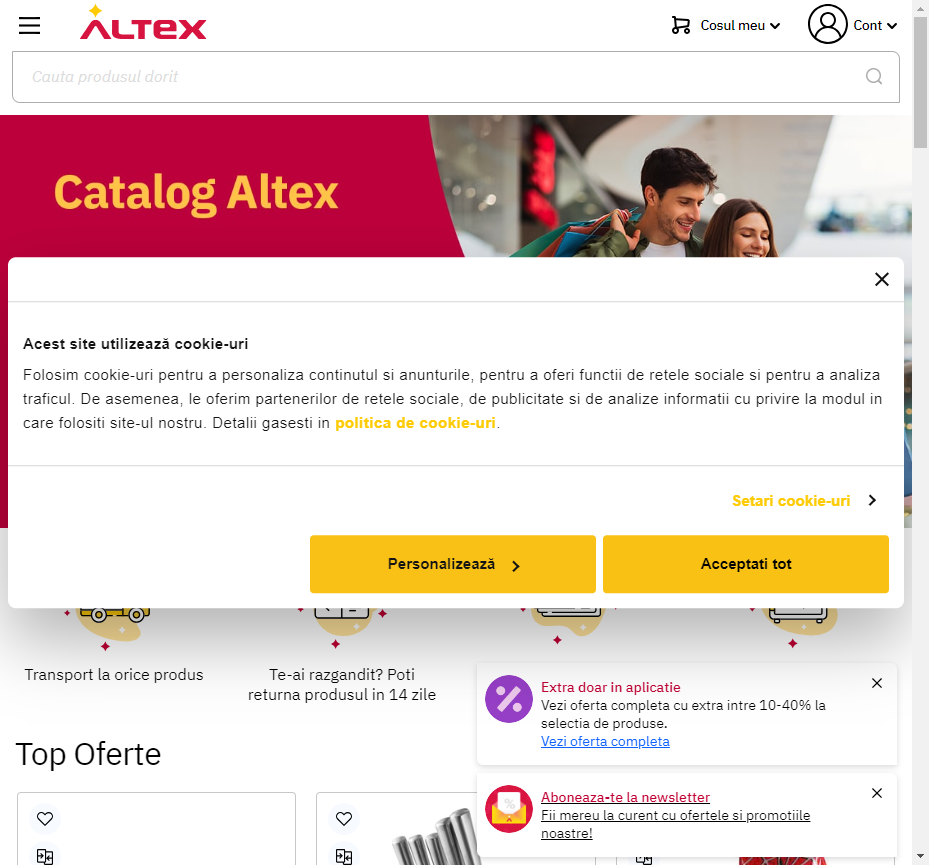 ALTEX
Cosul meu
Cont
Cauta produsul dorit
Catalog Altex
Acest site utilizează cookie-uri
Folosim cookie-uri pentru a personaliza continutul si anunturile, pentru a oferi functii de retele sociale si pentru a analiza
traficul. De asemenea, le oferim partenerilor de retele sociale, de publicitate si de analize informatii cu privire la modul in
care folositi site-ul nostru. Detalii gasesti in politica de cookie-uri.
Setari cookie-uri
Personalizează
Acceptati tot
Transport la orice produs
Te-ai razgandit? Poti
returna produsul in 14 zile
Extra doar in aplicatie
Vezi oferta completa cu extra intre 10-40% la
selectia de produse.
Vezi oferta completa
Top Oferte
Aboneaza-te la newsletter
Fii mereu la curent cu ofertele si promotiile
noastre!